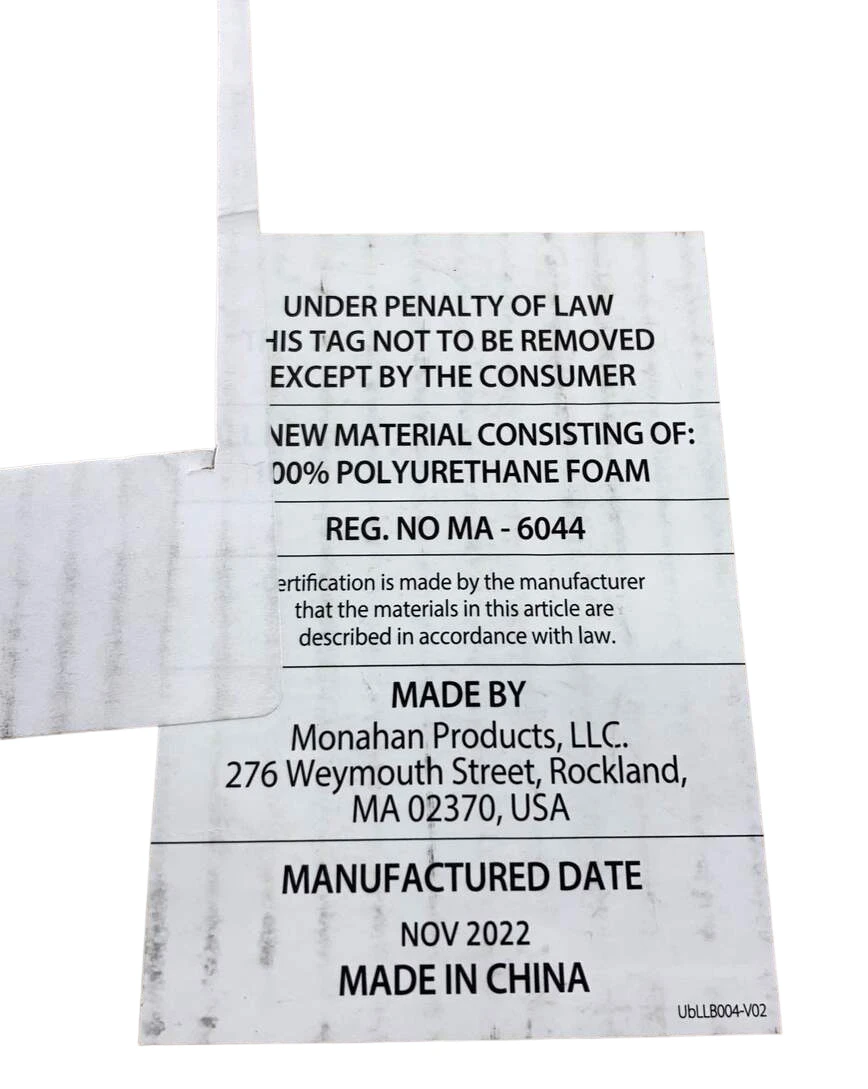 UNDER PENALTY OF LAW
HIS TAG NOT TO BE REMOVED
EXCEPT BY THE CONSUMER
NEW MATERIAL CONSISTING OF:
00% POLYURETHANE FOAM
REG. NO MA - 6044
ertification is made by the manufacturer
that the materials in this article are
described in accordance with law.
MADE BY
Monahan Products, LLC.
276 Weymouth Street, Rockland,
MA 02370, USA
MANUFACTURED DATE
NOV 2022
MADE IN CHINA
UbLLB004-V02